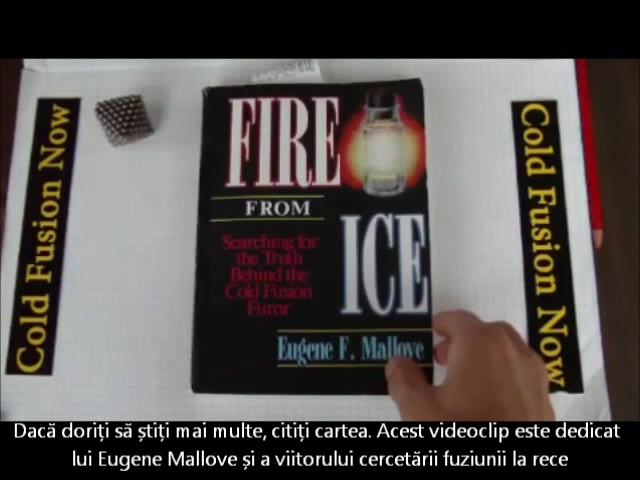 Cold Fusion Now
FIRE
FROM
ICE
Searching for
the Truth
Behind the
Cold Fusion
Furor
Eugene F. Mallove
Cold Fusion Now
Dacă doriți să știți mai multe, citiți cartea. Acest videoclip este dedicat
lui Eugene Mallove și a viitorului cercetării fuziunii la rece